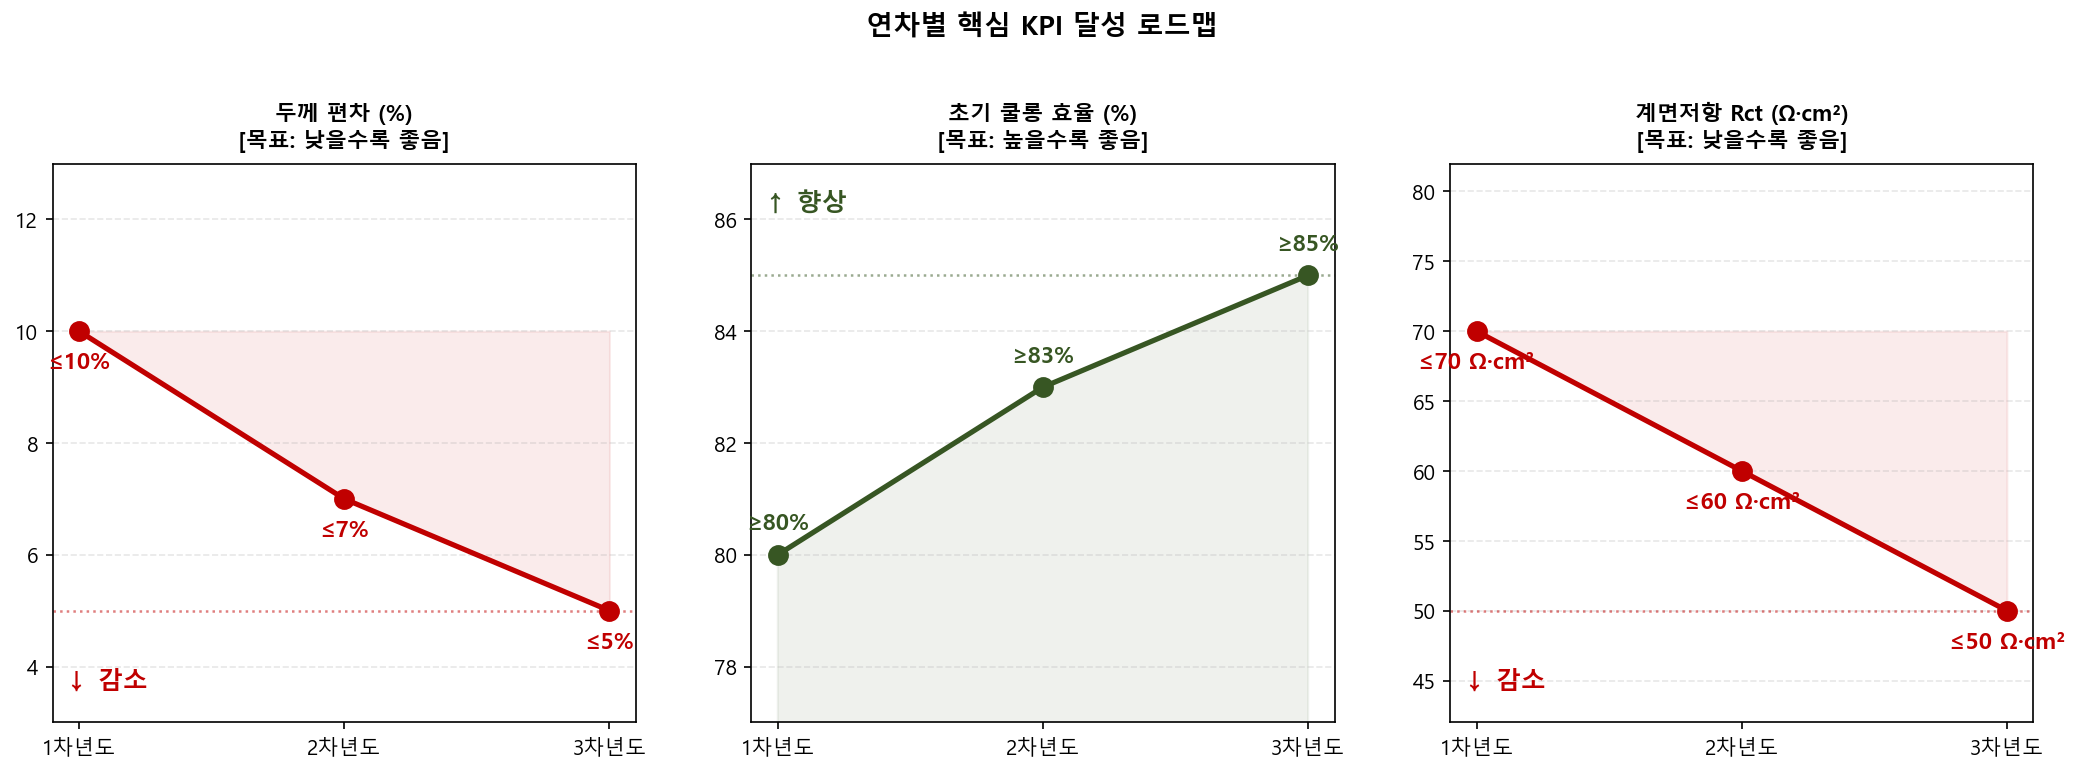 연차별 핵심 KPI 달성 로드맵
두께 편차 (%)
[목표: 낮을수록 좋음]
12
10
8
6
4
≤10%
≤7%
≤5%
↓ 감소
1차년도
2차년도
3차년도
초기 쿨롱 효율 (%)
[목표: 높을수록 좋음]
↑ 향상
86
84
82
80
78
≥80%
≥83%
≥85%
1차년도
2차년도
3차년도
계면저항 Rct (Ω·cm²)
[목표: 낮을수록 좋음]
80
75
70
65
60
55
50
45
≤70 Ω·cm²
≤60 Ω·cm²
≤50 Ω·cm²
↓ 감소
1차년도
2차년도
3차년도